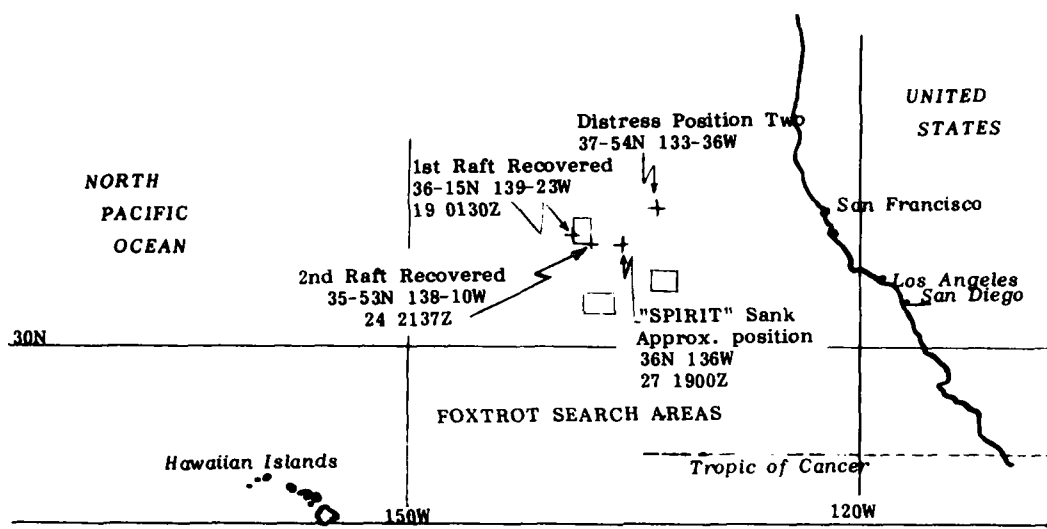 UNITED
STATES
Distress Position Two
37-54N 133-36W
1st Raft Recovered
36-15N 139-23W
19 0130Z
NORTH
PACIFIC
OCEAN
San Francisco
2nd Raft Recovered
35-53N 138-10W
24 2137Z
Los Angeles
San Diego
"SPIRIT" Sank
Approx. position
36N 136W
27 1900Z
30N
FOXTROT SEARCH AREAS
Hawaiian Islands
Tropic of Cancer
150W
120W